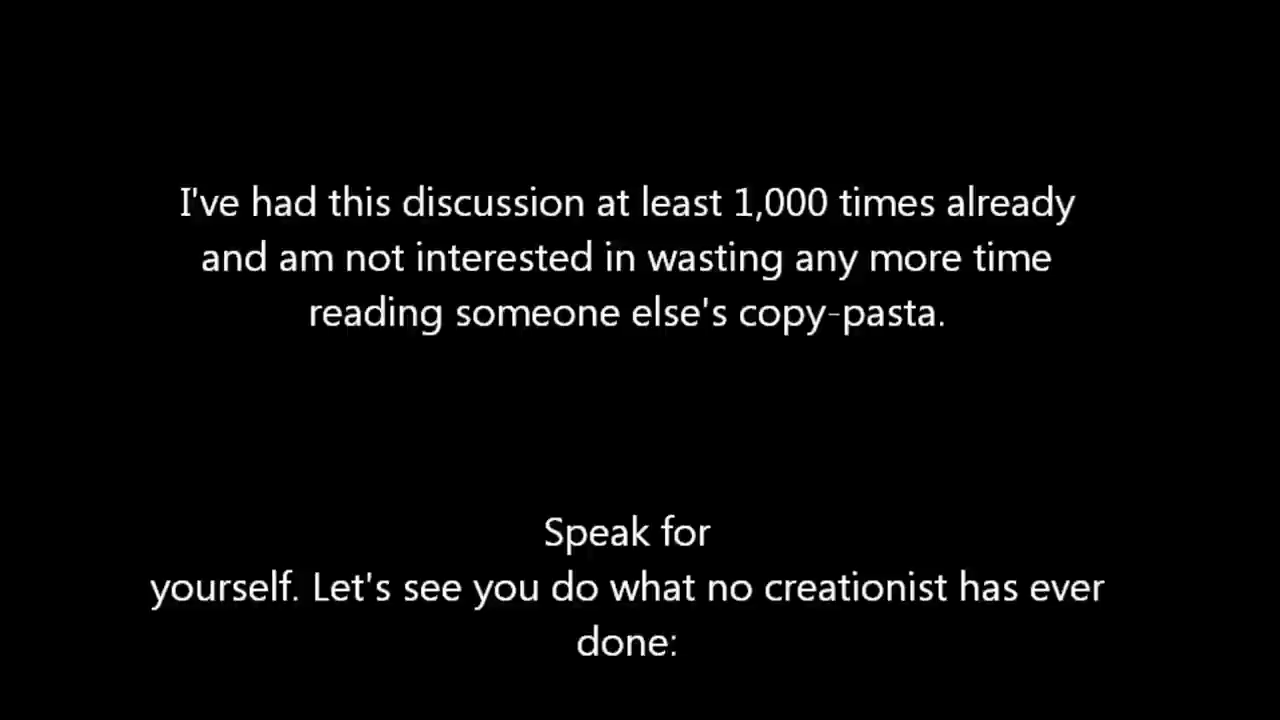 I've had this discussion at least 1,000 times already
and am not interested in wasting any more time
reading someone else's copy-pasta.
Speak for
yourself. Let's see you do what no creationist has ever
done: